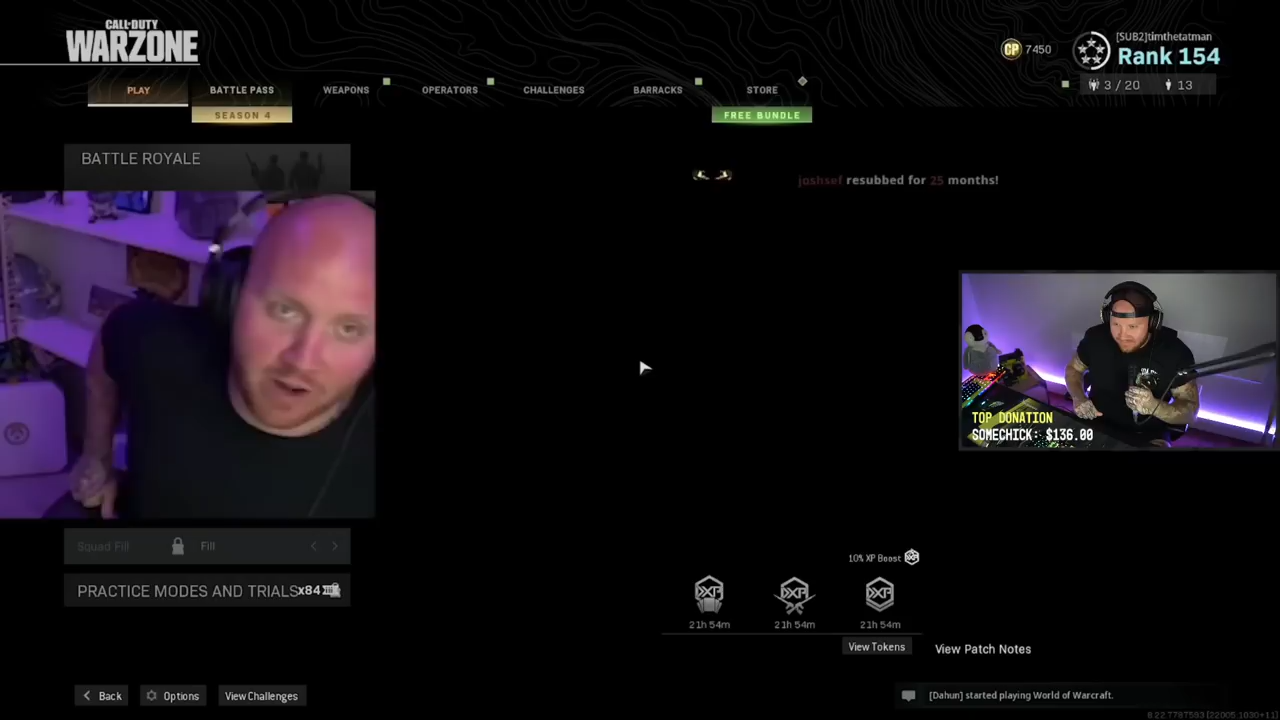 CALL OF DUTY
WARZONE
7450
[SUB2]timthetatman
Rank 154
3 / 20
13
PLAY
BATTLE PASS
WEAPONS
OPERATORS
CHALLENGES
BARRACKS
STORE
SEASON 4
FREE BUNDLE
BATTLE ROYALE
joshsef resubbed for 25 months!
TOP DONATION
SOMECHICK: $136.00
Squad Fill
Fill
10% XP Boost
PRACTICE MODES AND TRIALS
x84
21h 54m
21h 54m
21h 54m
View Tokens
View Patch Notes
Back
Options
View Challenges
[Dahun] started playing World of Warcraft.